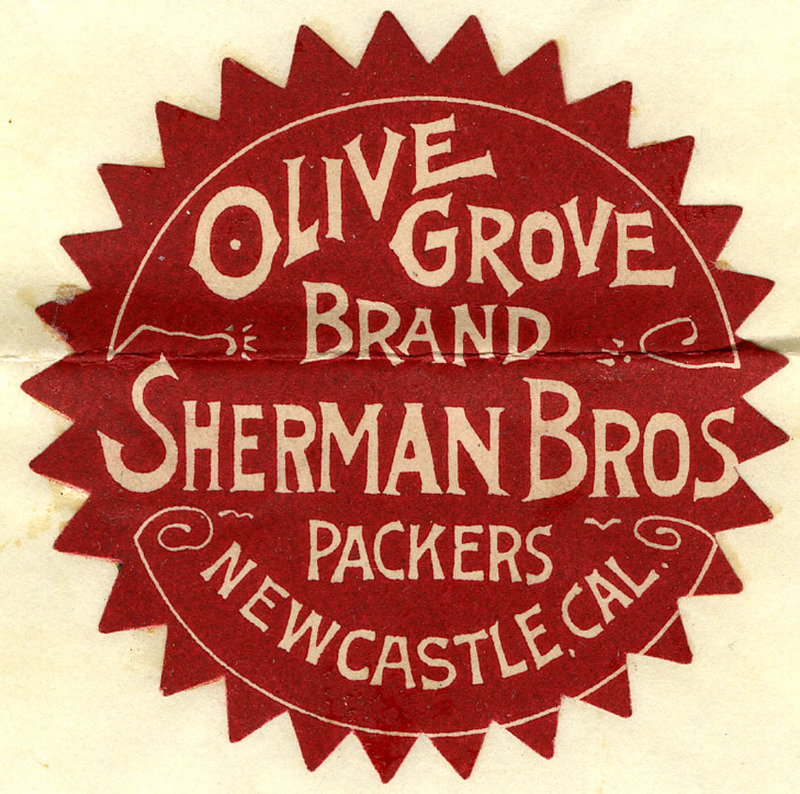 OLIVE
GROVE
BRAND
SHERMAN BROS
PACKERS
NEWCASTLE, CAL.